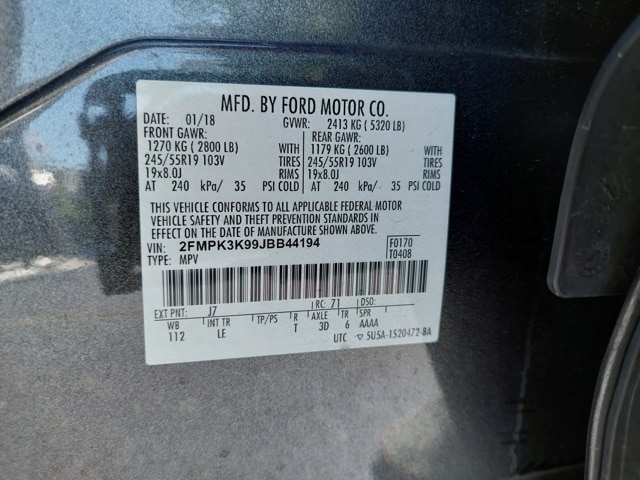 MFD. BY FORD MOTOR CO.
DATE: 01/18 GVWR: 2413 KG ( 5320 LB)
FRONT GAWR: REAR GAWR:
1270 KG ( 2800 LB) WITH 1179 KG ( 2600 LB) WITH
245/55R19 103V TIRES 245/55R19 103V TIRES
19x8.0J RIMS 19x8.0J RIMS
AT 240 kPa/ 35 PSI COLD AT 240 kPa/ 35 PSI COLD
THIS VEHICLE CONFORMS TO ALL APPLICABLE FEDERAL MOTOR
VEHICLE SAFETY AND THEFT PREVENTION STANDARDS IN
EFFECT ON THE DATE OF MANUFACTURE SHOWN ABOVE.
VIN: 2FMPK3K99JBB44194 F0170
TYPE: MPV T0408
EXT PNT: J7 RC: 71 DSO:
WB INT TR TP/PS R AXLE TR SPR
112 LE T 3D 6 AAAA
UTC ▽ 5U5A-1520472-BA